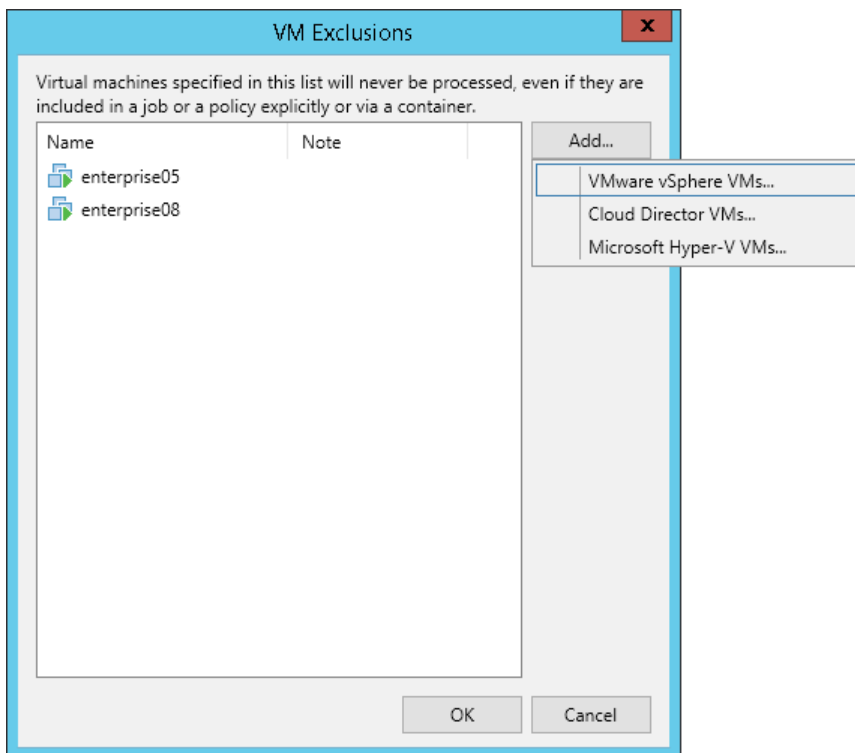 VM Exclusions
x
Virtual machines specified in this list will never be processed, even if they are
included in a job or a policy explicitly or via a container.
Name Note Add...
enterprise05 VMware vSphere VMs...
enterprise08 Cloud Director VMs...
Microsoft Hyper-V VMs...
OK Cancel